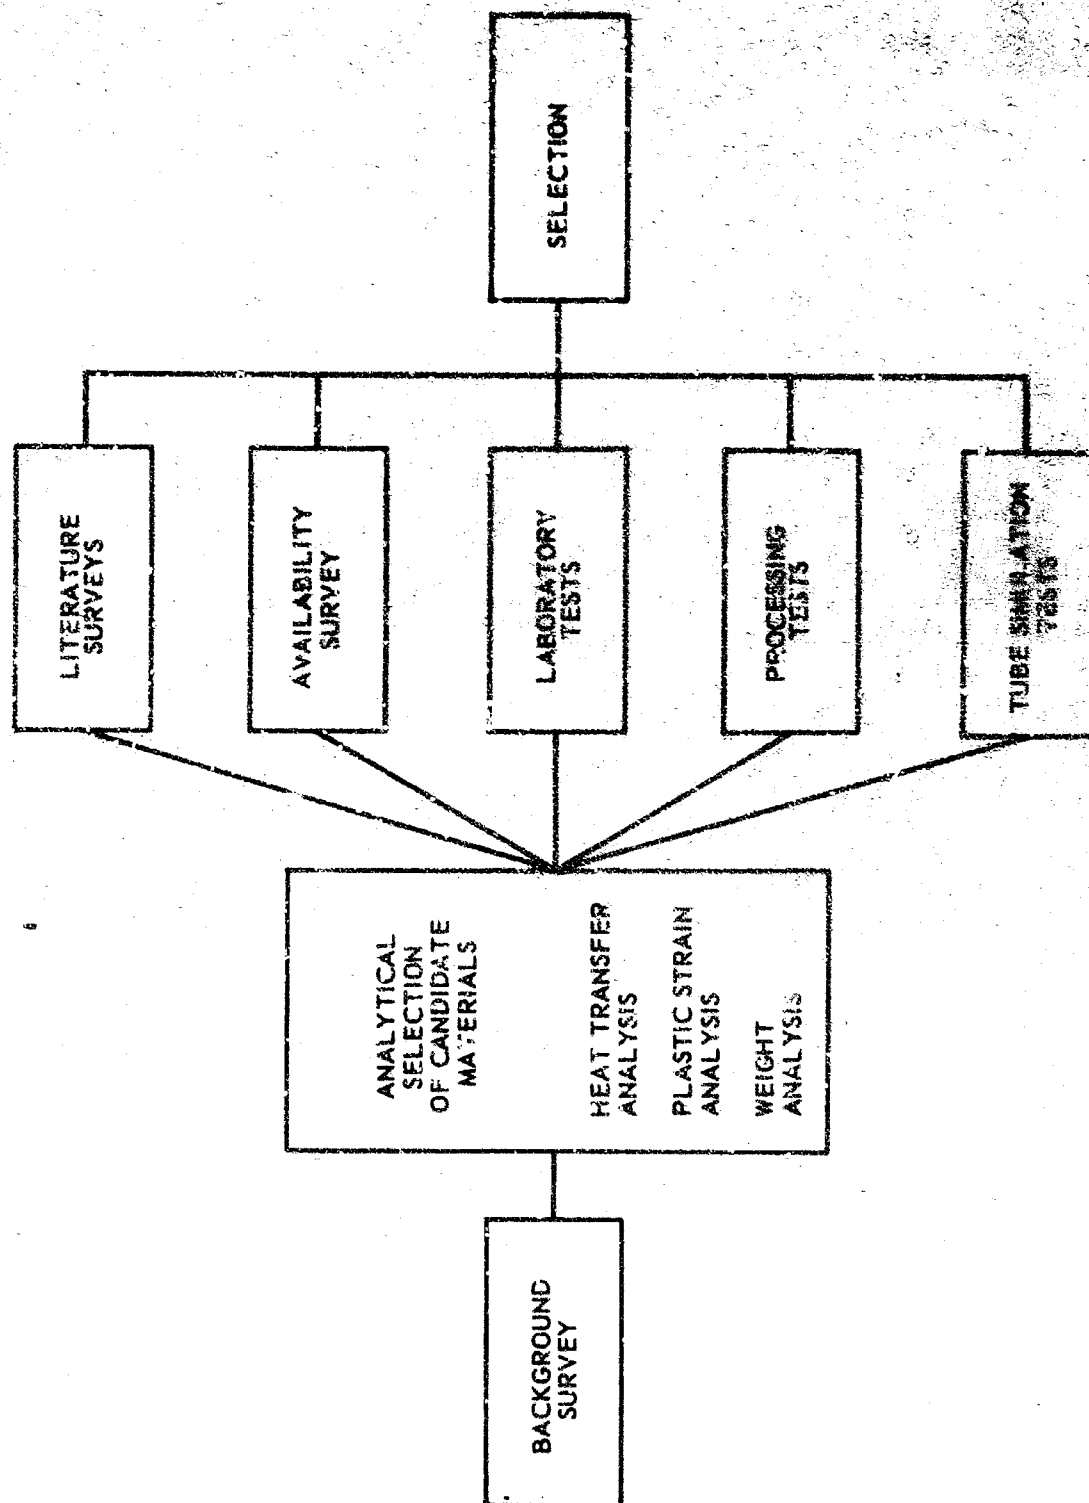 BACKGROUND
SURVEY
ANALYTICAL
SELECTION
OF CANDIDATE
MATERIALS
HEAT TRANSFER
ANALYSIS
PLASTIC STRAIN
ANALYSIS
WEIGHT
ANALYSIS
LITERATURE
SURVEYS
AVAILABILITY
SURVEY
LABORATORY
TESTS
PROCESSING
TESTS
TUBE SIMULATION
TESTS
SELECTION